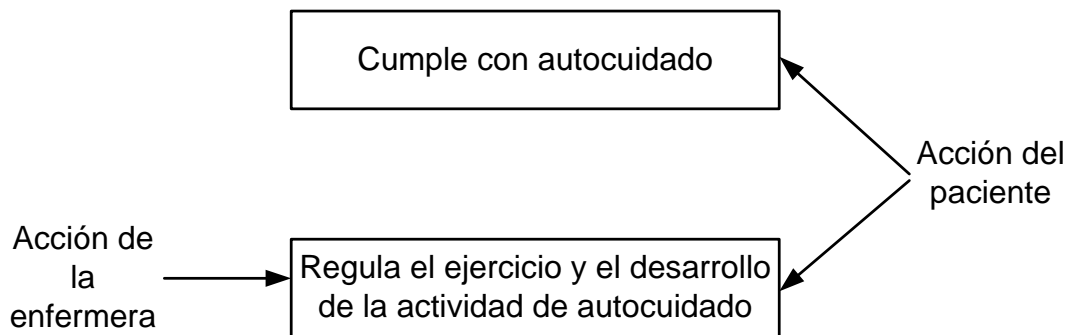 Cumple con autocuidado
Acción del
paciente
Acción de
la
enfermera
Regula el ejercicio y el desarrollo
de la actividad de autocuidado